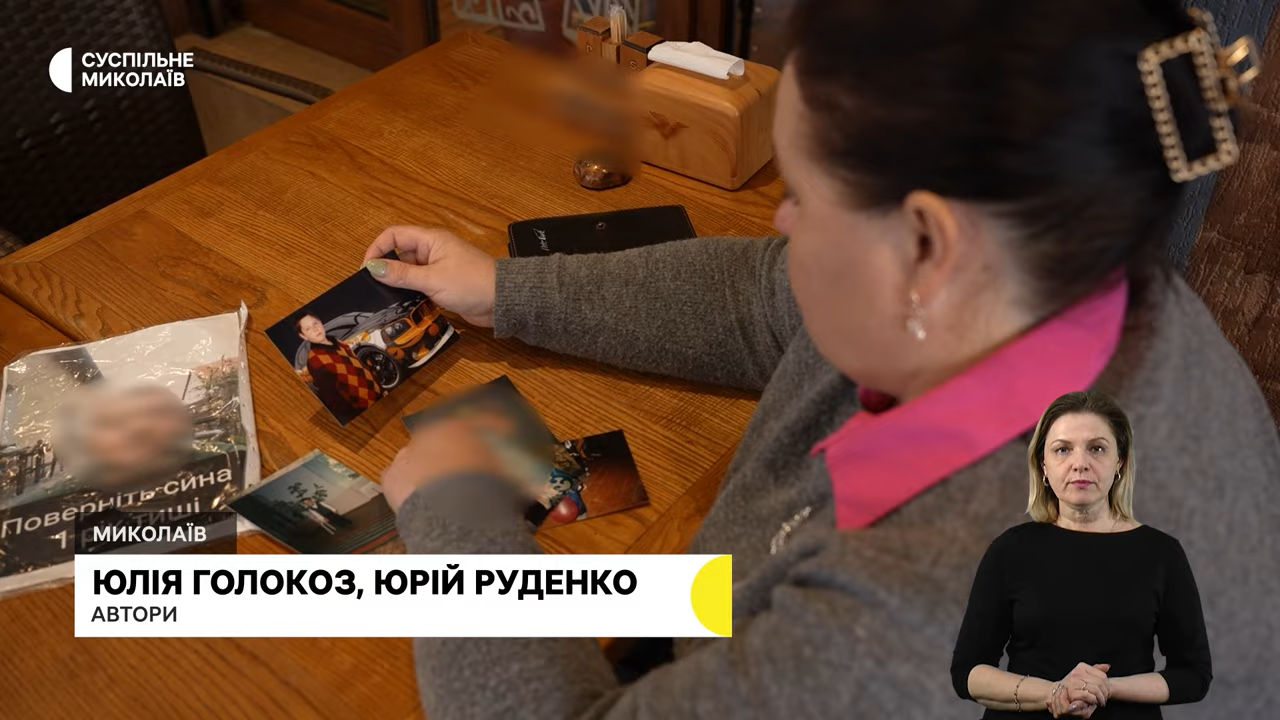 СУСПІЛЬНЕ
МИКОЛАЇВ
Поверніть сина
МИКОЛАЇВ
ЮЛІЯ ГОЛОКОЗ, ЮРІЙ РУДЕНКО
АВТОРИ